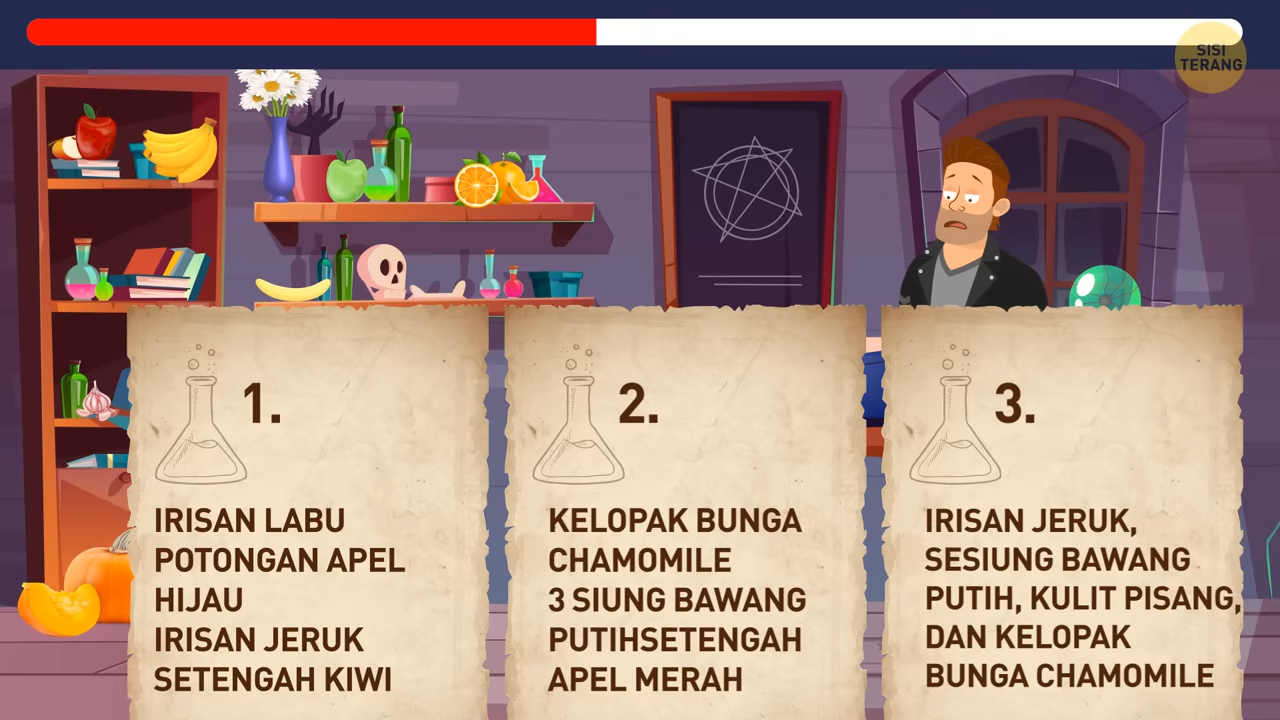 SISI
TERANG
1.
IRISAN LABU
POTONGAN APEL
HIJAU
IRISAN JERUK
SETENGAH KIWI
2.
KELOPAK BUNGA
CHAMOMILE
3 SIUNG BAWANG
PUTIHSETENGAH
APEL MERAH
3.
IRISAN JERUK,
SESIUNG BAWANG
PUTIH, KULIT PISANG,
DAN KELOPAK
BUNGA CHAMOMILE